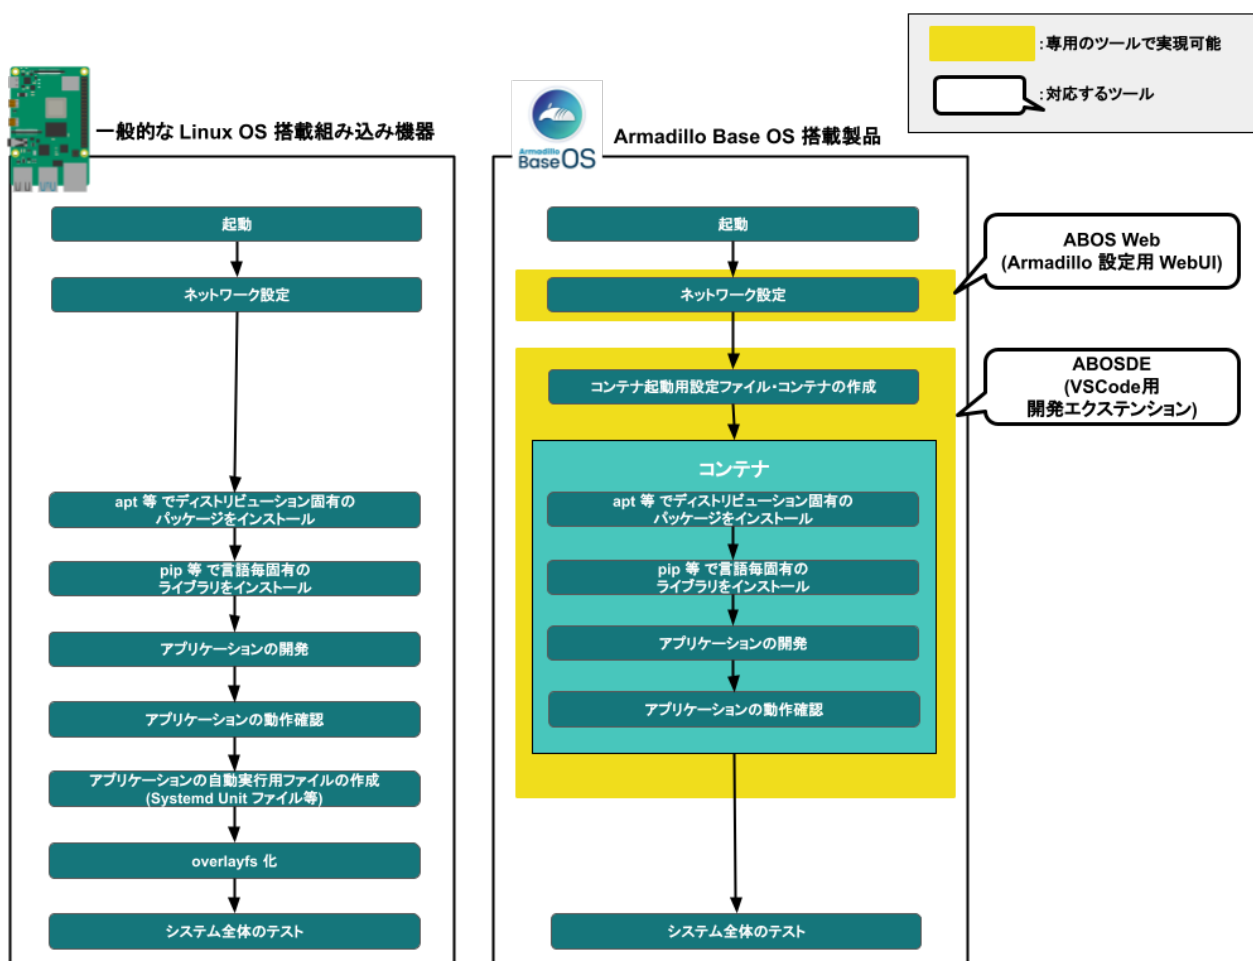 :専用のツールで実現可能
:対応するツール
一般的な Linux OS 搭載組み込み機器
起動
ネットワーク設定
apt 等 でディストリビューション固有の
パッケージをインストール
pip 等 で言語毎固有の
ライブラリをインストール
アプリケーションの開発
アプリケーションの動作確認
アプリケーションの自動実行用ファイルの作成
(Systemd Unit ファイル等)
overlayfs 化
システム全体のテスト
Armadillo
Base OS
Armadillo Base OS 搭載製品
起動
ネットワーク設定
コンテナ起動用設定ファイル・コンテナの作成
コンテナ
apt 等 でディストリビューション固有の
パッケージをインストール
pip 等 で言語毎固有の
ライブラリをインストール
アプリケーションの開発
アプリケーションの動作確認
システム全体のテスト
ABOS Web
(Armadillo 設定用 WebUI)
ABOSDE
(VSCode用
開発エクステンション)